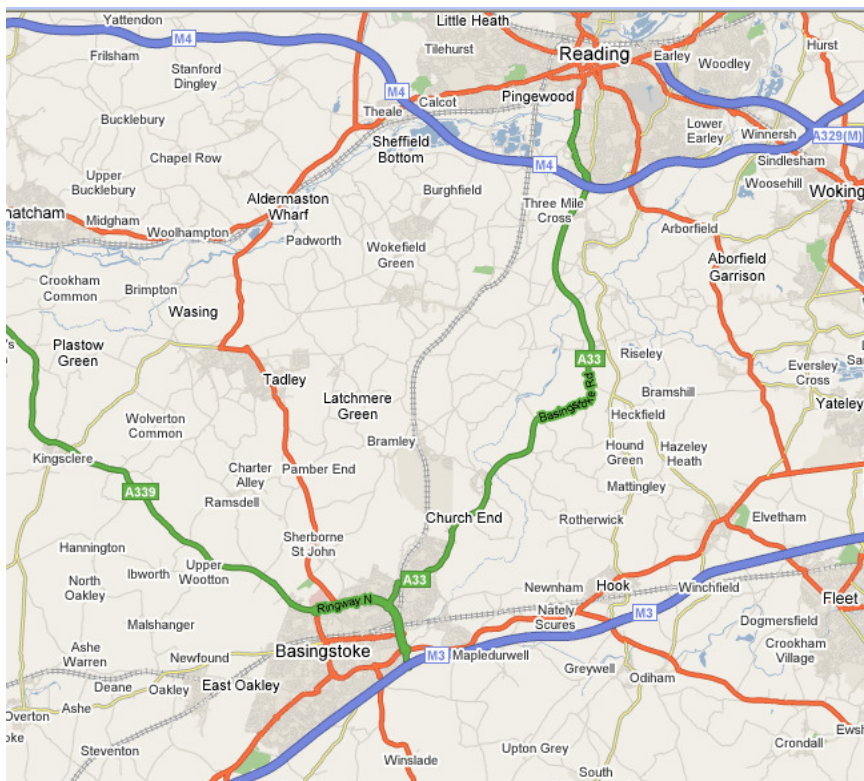 Yattendon
Little Heath
M4
Tilehurst
Reading
Earley
Hurst
Frilsham
Woodley
Stanford
Dingley
M4
Calcot
Pingewood
Theale
Bucklebury
Lower
Earley
Winnersh
A329(M)
Sheffield
Bottom
Chapel Row
M4
Sindlesham
Upper
Bucklebury
Burghfield
Woosehill
Woking
Aldermaston
Wharf
Three Mile
Cross
Midgham
Woolhampton
Arborfield
Padworth
Wokefield
Green
Aborfield
Garrison
Crookham
Common
Brimpton
Wasing
Plastow
Green
A33
Riseley
Eversley
Cross
Tadley
Bramshill
Latchmere
Green
Basingstoke Rd
Yateley
Wolverton
Common
Heckfield
Bramley
Hound
Green
Hazeley
Heath
Kingsclere
Charter
Alley
Pamber End
A339
Mattingley
Ramsdell
Church End
Rotherwick
Elvetham
Sherborne
St John
Hannington
Upper
Wootton
Ibworth
A33
North
Oakley
Newnham
Hook
Winchfield
Ringway N
Fleet
Nately
Scures
M3
Malshanger
Dogmersfield
Ashe
Warren
Newfound
Basingstoke
M3
Mapledurwell
Crookham
Village
Greywell
Odiham
Deane
Oakley
East Oakley
Overton
Ashe
Steventon
Winslade
Upton Grey
Crondall
South